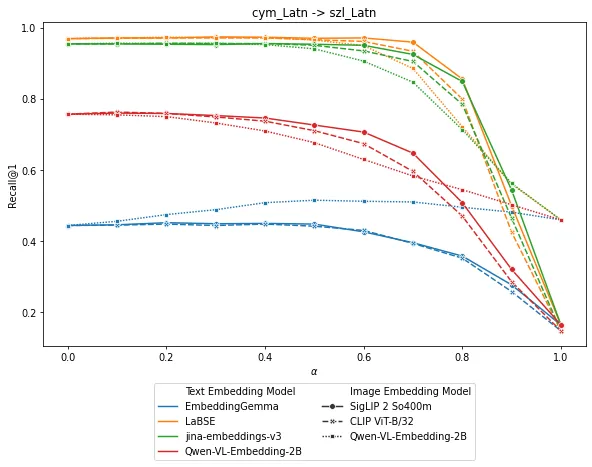 cym_Latn -> szl_Latn
Recall@1
1.0
0.8
0.6
0.4
0.2
0.0 0.2 0.4 0.6 0.8 1.0
α
Text Embedding Model Image Embedding Model
EmbeddingGemma SigLIP 2 So400m
LaBSE CLIP ViT-B/32
jina-embeddings-v3 Qwen-VL-Embedding-2B
Qwen-VL-Embedding-2B